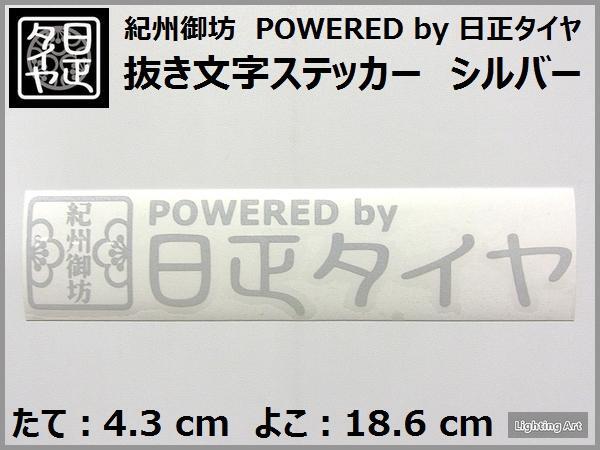 日正
タヤ
紀州御坊 POWERED by 日正タイヤ
抜き文字ステッカー シルバー
紀州御坊
POWERED by
日正タイヤ
たて：4.3 cm よこ：18.6 cm
Lighting Art